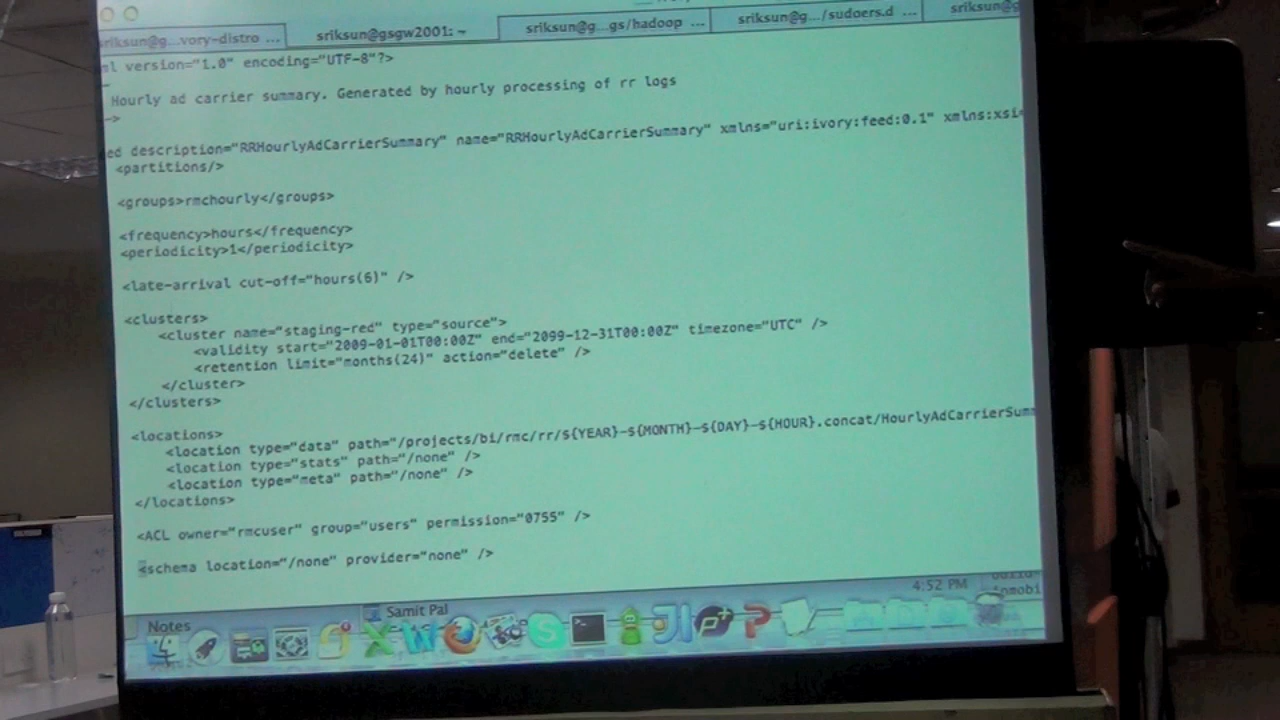 sriksun@g...vory-distro ... sriksun@gsgw2001: ~ sriksun@g...gs/hadoop ... sriksun@g.../sudoers.d ... sriksun@g
ml version="1.0" encoding="UTF-8"?>
Hourly ad carrier summary. Generated by hourly processing of rr logs
->
ed description="RRHourlyAdCarrierSummary" name="RRHourlyAdCarrierSummary" xmlns="uri:ivory:feed:0.1" xmlns:xsi=
<partitions/>
<groups>rmchourly</groups>
<frequency>hours</frequency>
<periodicity>1</periodicity>
<late-arrival cut-off="hours(6)" />
<clusters>
<cluster name="staging-red" type="source">
<validity start="2009-01-01T00:00Z" end="2099-12-31T00:00Z" timezone="UTC" />
<retention limit="months(24)" action="delete" />
</cluster>
</clusters>
<locations>
<location type="data" path="/projects/bi/rmc/rr/${YEAR}-${MONTH}-${DAY}-${HOUR}.concat/HourlyAdCarrierSumm
<location type="stats" path="/none" />
<location type="meta" path="/none" />
</locations>
<ACL owner="rmcuser" group="users" permission="0755" />
<schema location="/none" provider="none" />
4:52 PM
Samit Pal
Notes